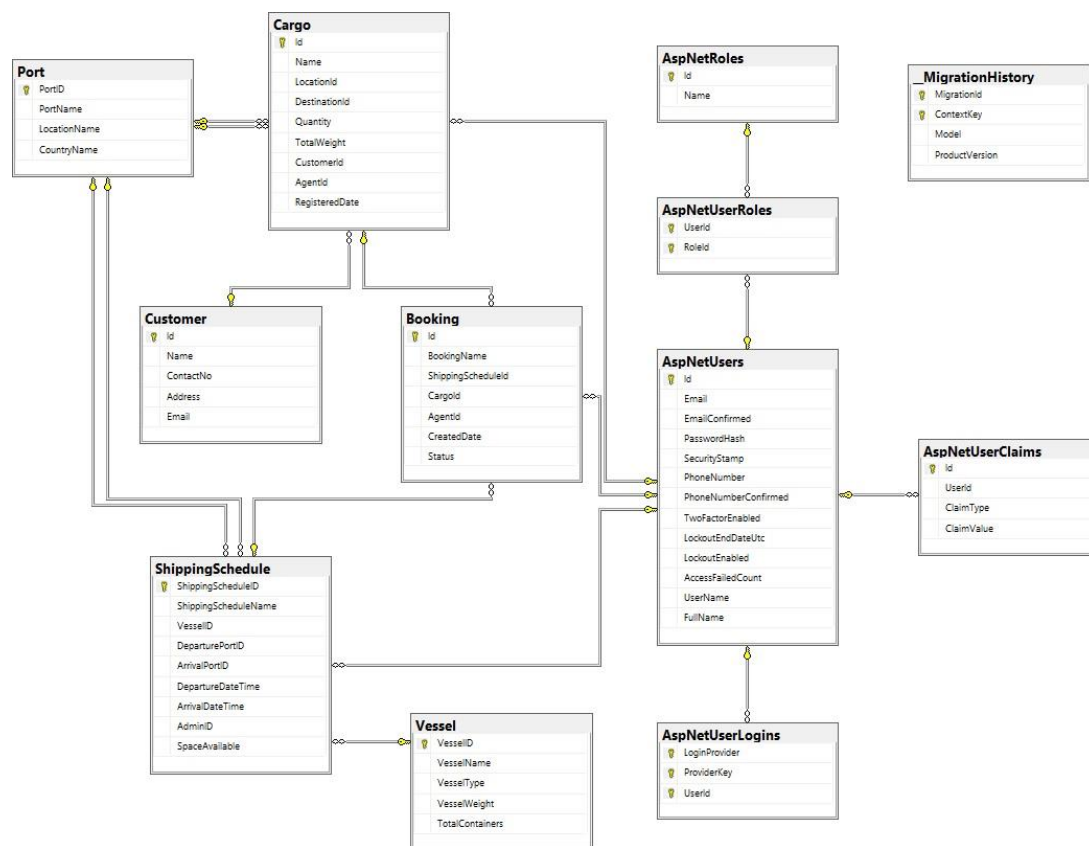 Cargo
Id
Name
LocationId
DestinationId
Quantity
TotalWeight
CustomerId
AgentId
RegisteredDate
Port
PortID
PortName
LocationName
CountryName
AspNetRoles
Id
Name
__MigrationHistory
MigrationId
ContextKey
Model
ProductVersion
AspNetUserRoles
UserId
RoleId
Customer
Id
Name
ContactNo
Address
Email
Booking
Id
BookingName
ShippingScheduleId
CargoId
AgentId
CreatedDate
Status
AspNetUsers
Id
Email
EmailConfirmed
PasswordHash
SecurityStamp
PhoneNumber
PhoneNumberConfirmed
TwoFactorEnabled
LockoutEndDateUtc
LockoutEnabled
AccessFailedCount
UserName
FullName
AspNetUserClaims
Id
UserId
ClaimType
ClaimValue
ShippingSchedule
ShippingScheduleID
ShippingScheduleName
VesselID
DeparturePortID
ArrivalPortID
DepartureDateTime
ArrivalDateTime
AdminID
SpaceAvailable
Vessel
VesselID
VesselName
VesselType
VesselWeight
TotalContainers
AspNetUserLogins
LoginProvider
ProviderKey
UserId